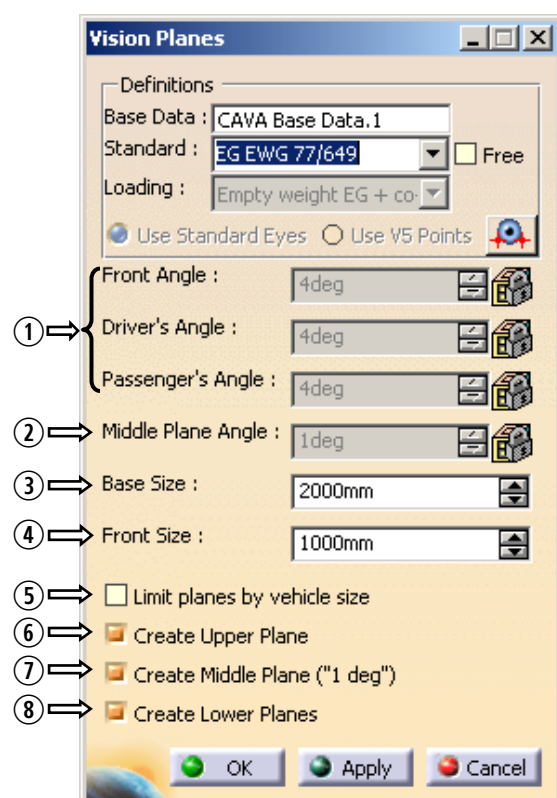 Vision Planes
Definitions
Base Data : CAVA Base Data.1
Standard : EG EWG 77/649 Free
Loading : Empty weight EG + co-
Use Standard Eyes Use V5 Points
Front Angle : 4deg
① Driver's Angle : 4deg
Passenger's Angle : 4deg
② Middle Plane Angle : 1deg
③ Base Size : 2000mm
④ Front Size : 1000mm
⑤ Limit planes by vehicle size
⑥ Create Upper Plane
⑦ Create Middle Plane ("1 deg")
⑧ Create Lower Planes
OK Apply Cancel